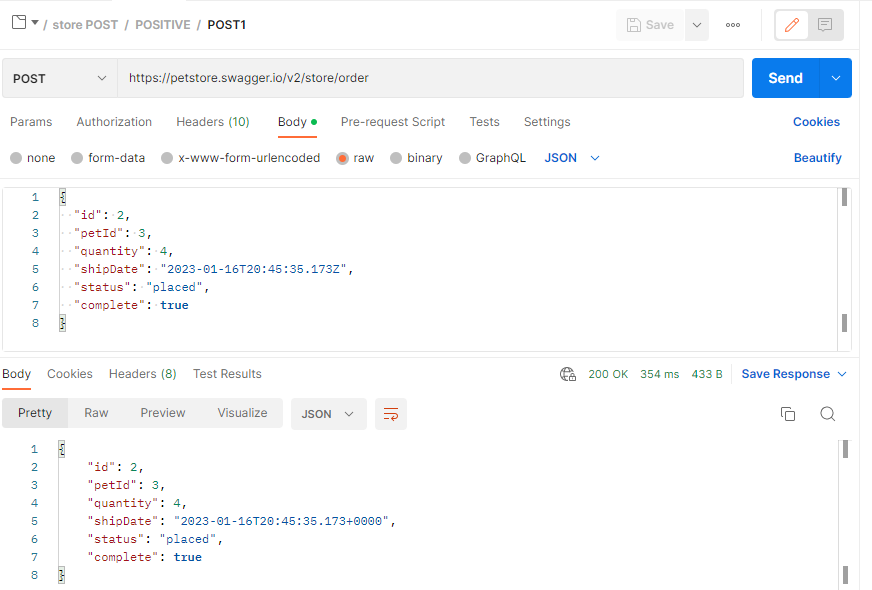 / store POST / POSITIVE / POST1 Save
POST https://petstore.swagger.io/v2/store/order Send
Params Authorization Headers (10) Body Pre-request Script Tests Settings Cookies
none form-data x-www-form-urlencoded raw binary GraphQL JSON Beautify
1 {
2 "id": 2,
3 "petId": 3,
4 "quantity": 4,
5 "shipDate": "2023-01-16T20:45:35.173Z",
6 "status": "placed",
7 "complete": true
8 }
Body Cookies Headers (8) Test Results 200 OK 354 ms 433 B Save Response
Pretty Raw Preview Visualize JSON
1 {
2 "id": 2,
3 "petId": 3,
4 "quantity": 4,
5 "shipDate": "2023-01-16T20:45:35.173+0000",
6 "status": "placed",
7 "complete": true
8 }